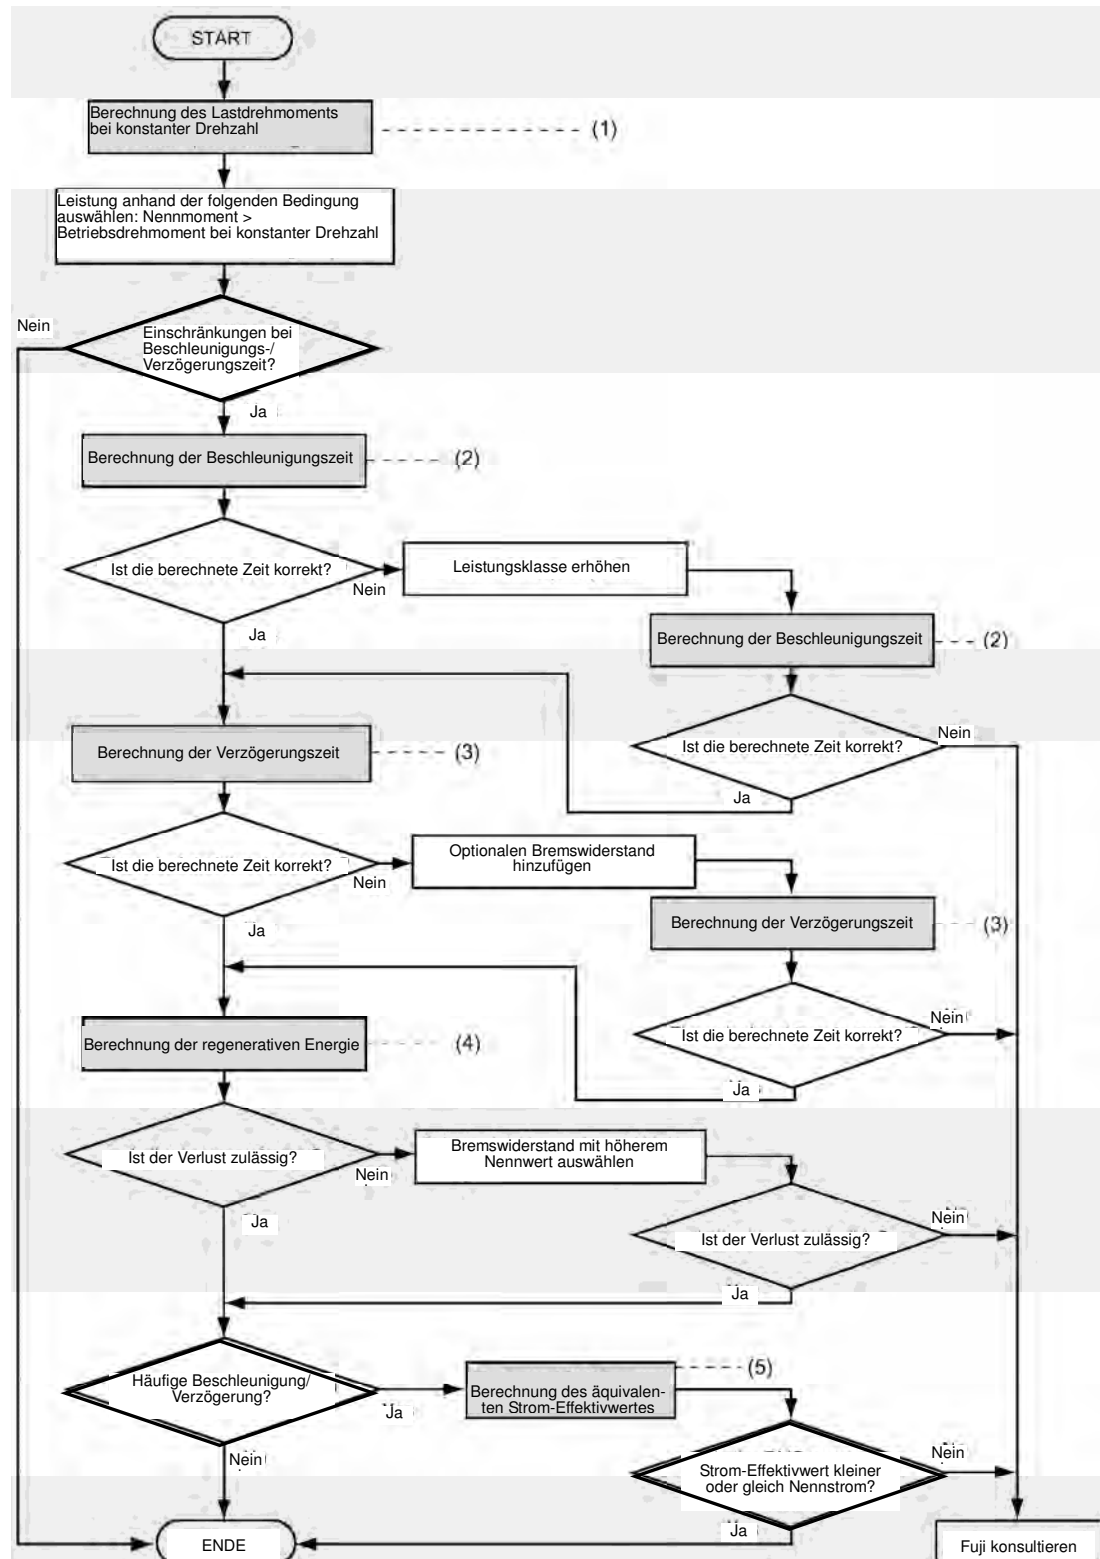 START
Berechnung des Lastdrehmoments
bei konstanter Drehzahl
(1)
Leistung anhand der folgenden Bedingung
auswählen: Nennmoment >
Betriebsdrehmoment bei konstanter Drehzahl
Nein
Einschränkungen bei
Beschleunigungs-/
Verzögerungszeit?
Ja
Berechnung der Beschleunigungszeit
(2)
Ist die berechnete Zeit korrekt?
Nein
Leistungsklasse erhöhen
Ja
Berechnung der Beschleunigungszeit
(2)
Ist die berechnete Zeit korrekt?
Nein
Ja
Berechnung der Verzögerungszeit
(3)
Ist die berechnete Zeit korrekt?
Nein
Optionalen Bremswiderstand
hinzufügen
Ja
Berechnung der Verzögerungszeit
(3)
Ist die berechnete Zeit korrekt?
Nein
Ja
Berechnung der regenerativen Energie
(4)
Ist der Verlust zulässig?
Nein
Bremswiderstand mit höherem
Nennwert auswählen
Ja
Ist der Verlust zulässig?
Nein
Ja
Häufige Beschleunigung/
Verzögerung?
Ja
(5)
Berechnung des äquivalen-
ten Strom-Effektivwertes
Nein
Strom-Effektivwert kleiner
oder gleich Nennstrom?
Nein
Ja
ENDE
Fuji konsultieren